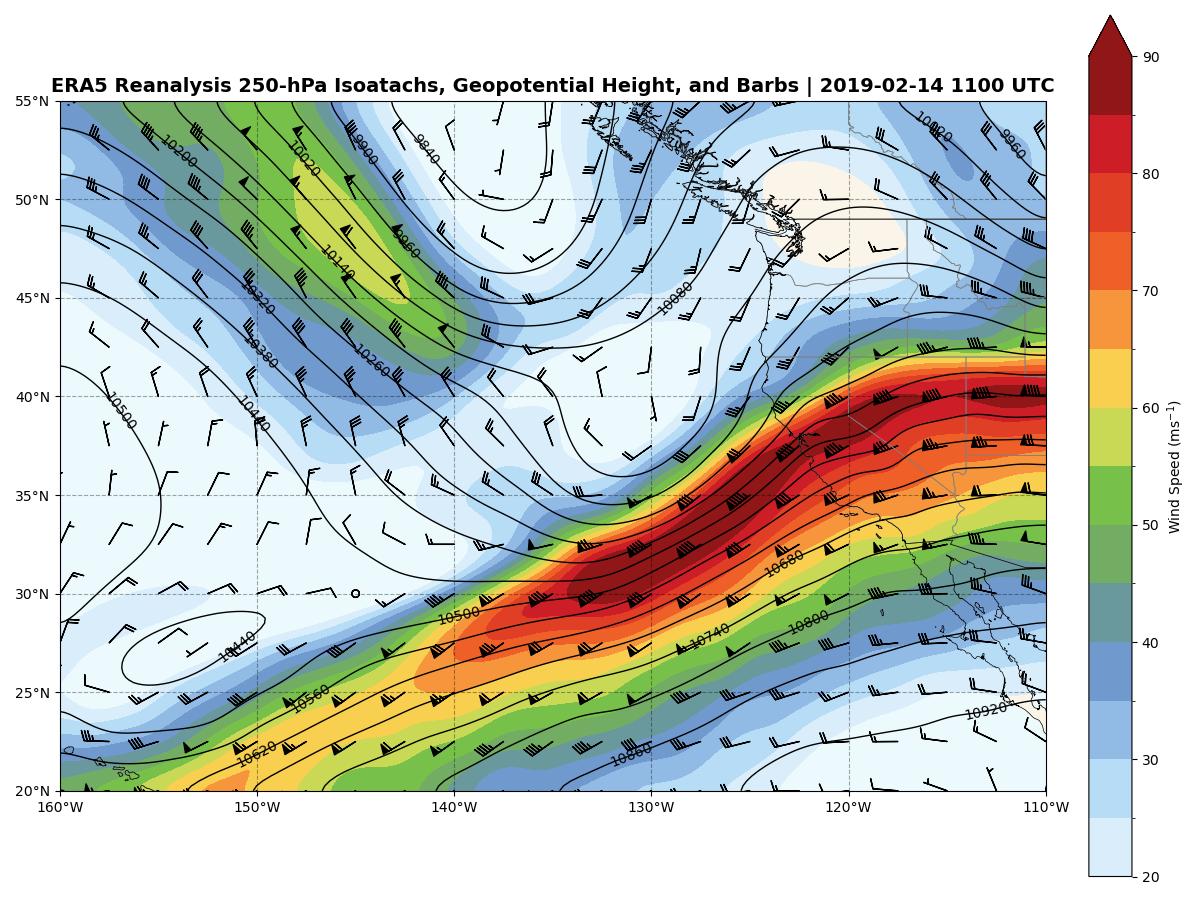 ERA5 Reanalysis 250-hPa Isoatachs, Geopotential Height, and Barbs | 2019-02-14 1100 UTC
90
80
70
60
50
40
30
20
Wind Speed (ms⁻¹)
55°N
50°N
45°N
40°N
35°N
30°N
25°N
20°N
160°W
150°W
140°W
130°W
120°W
110°W
10200
10020
9900
9840
10020
9960
9960
10140
10320
10080
10380
10260
10500
10440
10680
10500
10740
10800
10440
10560
10920
10620
10860